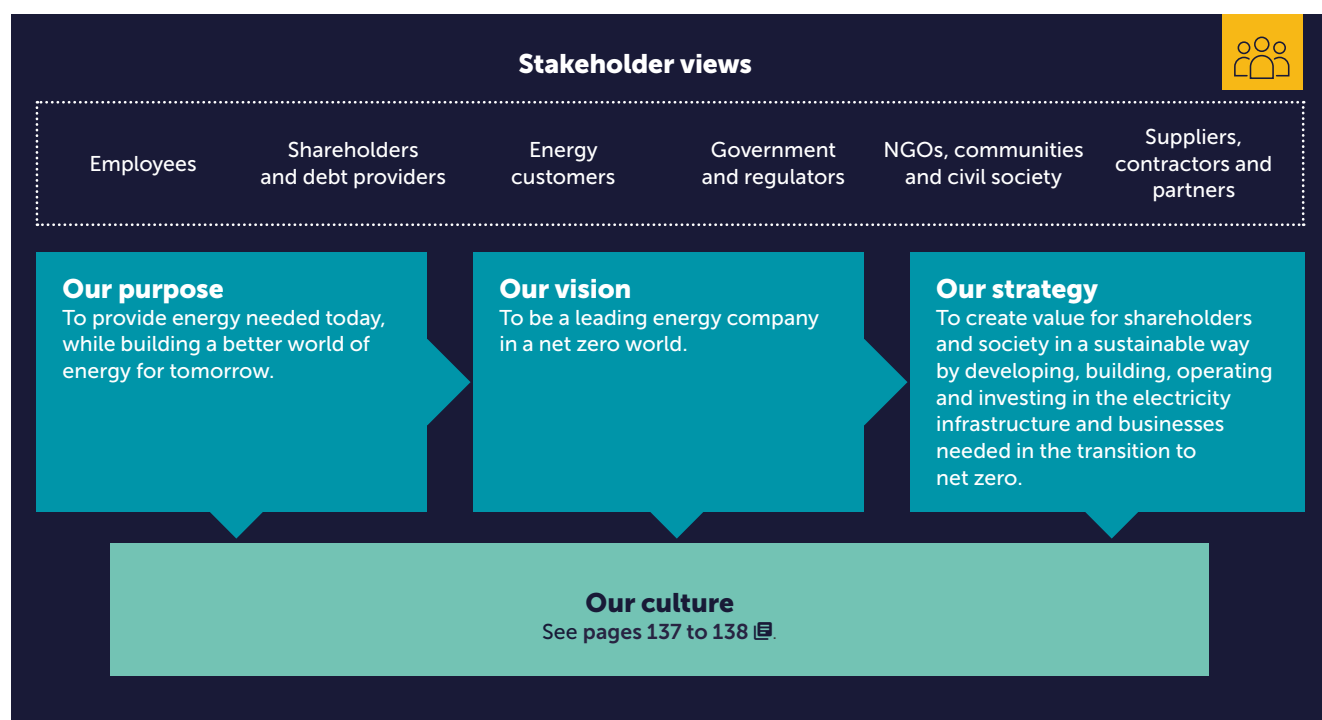 Stakeholder views
Employees
Shareholders
and debt providers
Energy
customers
Government
and regulators
NGOs, communities
and civil society
Suppliers,
contractors and
partners
Our purpose
To provide energy needed today,
while building a better world of
energy for tomorrow.
Our vision
To be a leading energy company
in a net zero world.
Our strategy
To create value for shareholders
and society in a sustainable way
by developing, building, operating
and investing in the electricity
infrastructure and businesses
needed in the transition to
net zero.
Our culture
See pages 137 to 138.